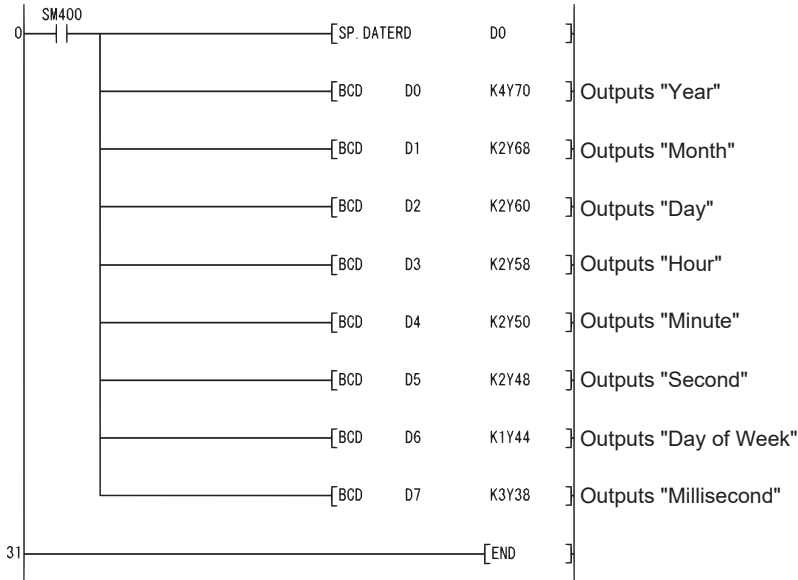 SM400
0 [SP.DATERD D0 ]
[BCD D0 K4Y70 ] Outputs "Year"
[BCD D1 K2Y68 ] Outputs "Month"
[BCD D2 K2Y60 ] Outputs "Day"
[BCD D3 K2Y58 ] Outputs "Hour"
[BCD D4 K2Y50 ] Outputs "Minute"
[BCD D5 K2Y48 ] Outputs "Second"
[BCD D6 K1Y44 ] Outputs "Day of Week"
[BCD D7 K3Y38 ] Outputs "Millisecond"
31 [END ]